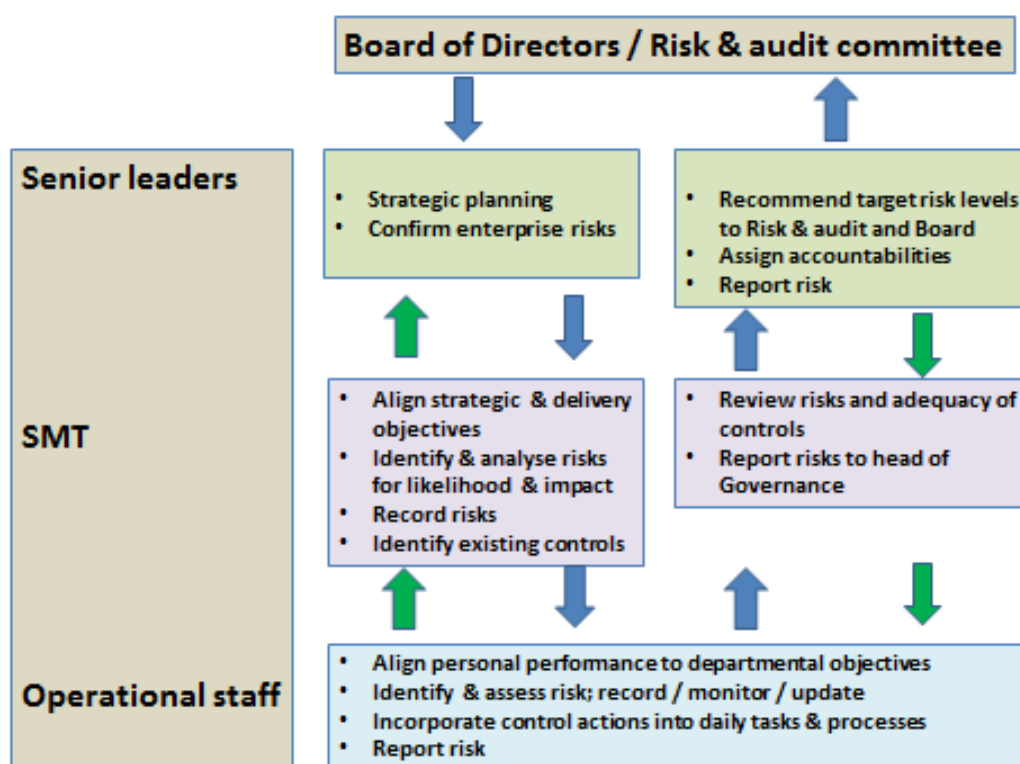 Board of Directors / Risk & audit committee
Senior leaders
• Strategic planning
• Confirm enterprise risks
• Recommend target risk levels
to Risk & audit and Board
• Assign accountabilities
• Report risk
SMT
• Align strategic & delivery
objectives
• Identify & analyse risks
for likelihood & impact
• Record risks
• Identify existing controls
• Review risks and adequacy of
controls
• Report risks to head of
Governance
Operational staff
• Align personal performance to departmental objectives
• Identify & assess risk; record / monitor / update
• Incorporate control actions into daily tasks & processes
• Report risk